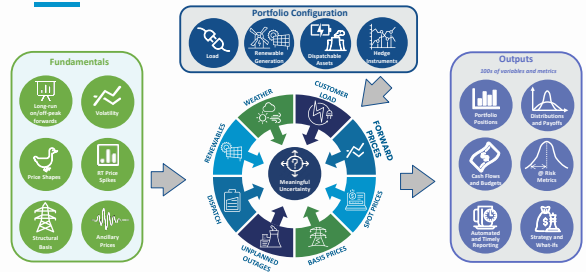 Portfolio Configuration
Load
Renewable
Generation
Dispatchable
Assets
Hedge
Instruments
Fundamentals
Long-run
on/off-peak
forwards
Volatility
Price Shapes
RT Price
Spikes
Structural
Basis
Ancillary
Prices
WEATHER
CUSTOMER
LOAD
FORWARD
PRICES
SPOT PRICES
BASIS PRICES
UNPLANNED
OUTAGES
DISPATCH
RENEWABLES
Meaningful
Uncertainty
Outputs
100s of variables and metrics
Portfolio
Positions
Distributions
and Payoffs
Cash Flows
and Budgets
@ Risk
Metrics
Automated
and Timely
Reporting
Strategy and
What-Ifs